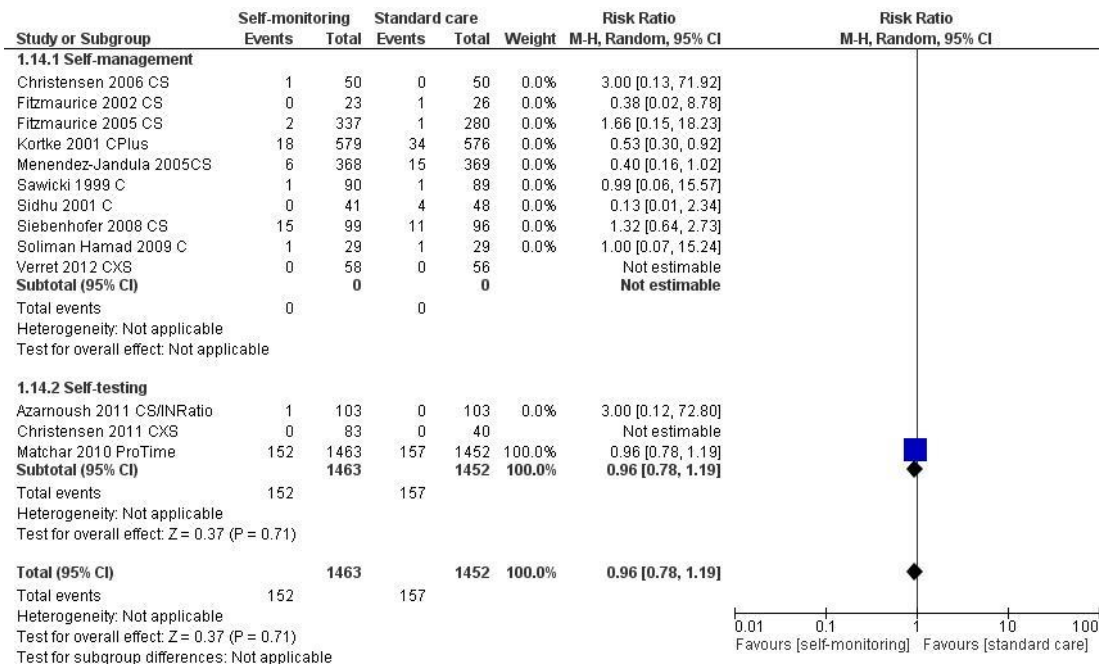 Self-monitoring Standard care Risk Ratio Risk Ratio
Study or Subgroup Events Total Events Total Weight M-H, Random, 95% CI M-H, Random, 95% CI
1.14.1 Self-management
Christensen 2006 CS 1 50 0 50 0.0% 3.00 [0.13, 71.92]
Fitzmaurice 2002 CS 0 23 1 26 0.0% 0.38 [0.02, 8.78]
Fitzmaurice 2005 CS 2 337 1 280 0.0% 1.66 [0.15, 18.23]
Kortke 2001 CPlus 18 579 34 576 0.0% 0.53 [0.30, 0.92]
Menendez-Jandula 2005CS 6 368 15 369 0.0% 0.40 [0.16, 1.02]
Sawicki 1999 C 1 90 1 89 0.0% 0.99 [0.06, 15.57]
Sidhu 2001 C 0 41 4 48 0.0% 0.13 [0.01, 2.34]
Siebenhofer 2008 CS 15 99 11 96 0.0% 1.32 [0.64, 2.73]
Soliman Hamad 2009 C 1 29 1 29 0.0% 1.00 [0.07, 15.24]
Verret 2012 CXS 0 58 0 56 Not estimable
Subtotal (95% CI) 0 0 Not estimable
Total events 0 0
Heterogeneity: Not applicable
Test for overall effect: Not applicable
1.14.2 Self-testing
Azarnoush 2011 CS/INRatio 1 103 0 103 0.0% 3.00 [0.12, 72.80]
Christensen 2011 CXS 0 83 0 40 Not estimable
Matchar 2010 ProTime 152 1463 157 1452 100.0% 0.96 [0.78, 1.19]
Subtotal (95% CI) 1463 1452 100.0% 0.96 [0.78, 1.19]
Total events 152 157
Heterogeneity: Not applicable
Test for overall effect: Z = 0.37 (P = 0.71)
Total (95% CI) 1463 1452 100.0% 0.96 [0.78, 1.19]
Total events 152 157
Heterogeneity: Not applicable
Test for overall effect: Z = 0.37 (P = 0.71)
Test for subgroup differences: Not applicable
0.01 0.1 1 10 100
Favours [self-monitoring] Favours [standard care]